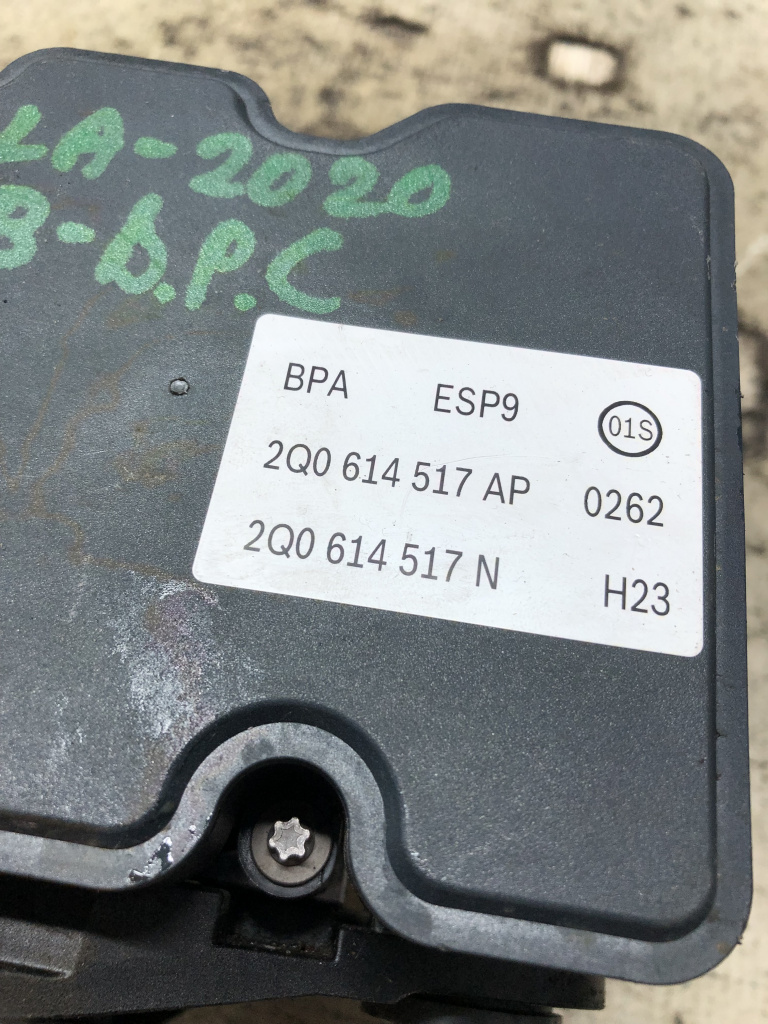 LA-2020
B-D.P.C
BPA ESP9 01S
2Q0 614 517 AP 0262
2Q0 614 517 N H23